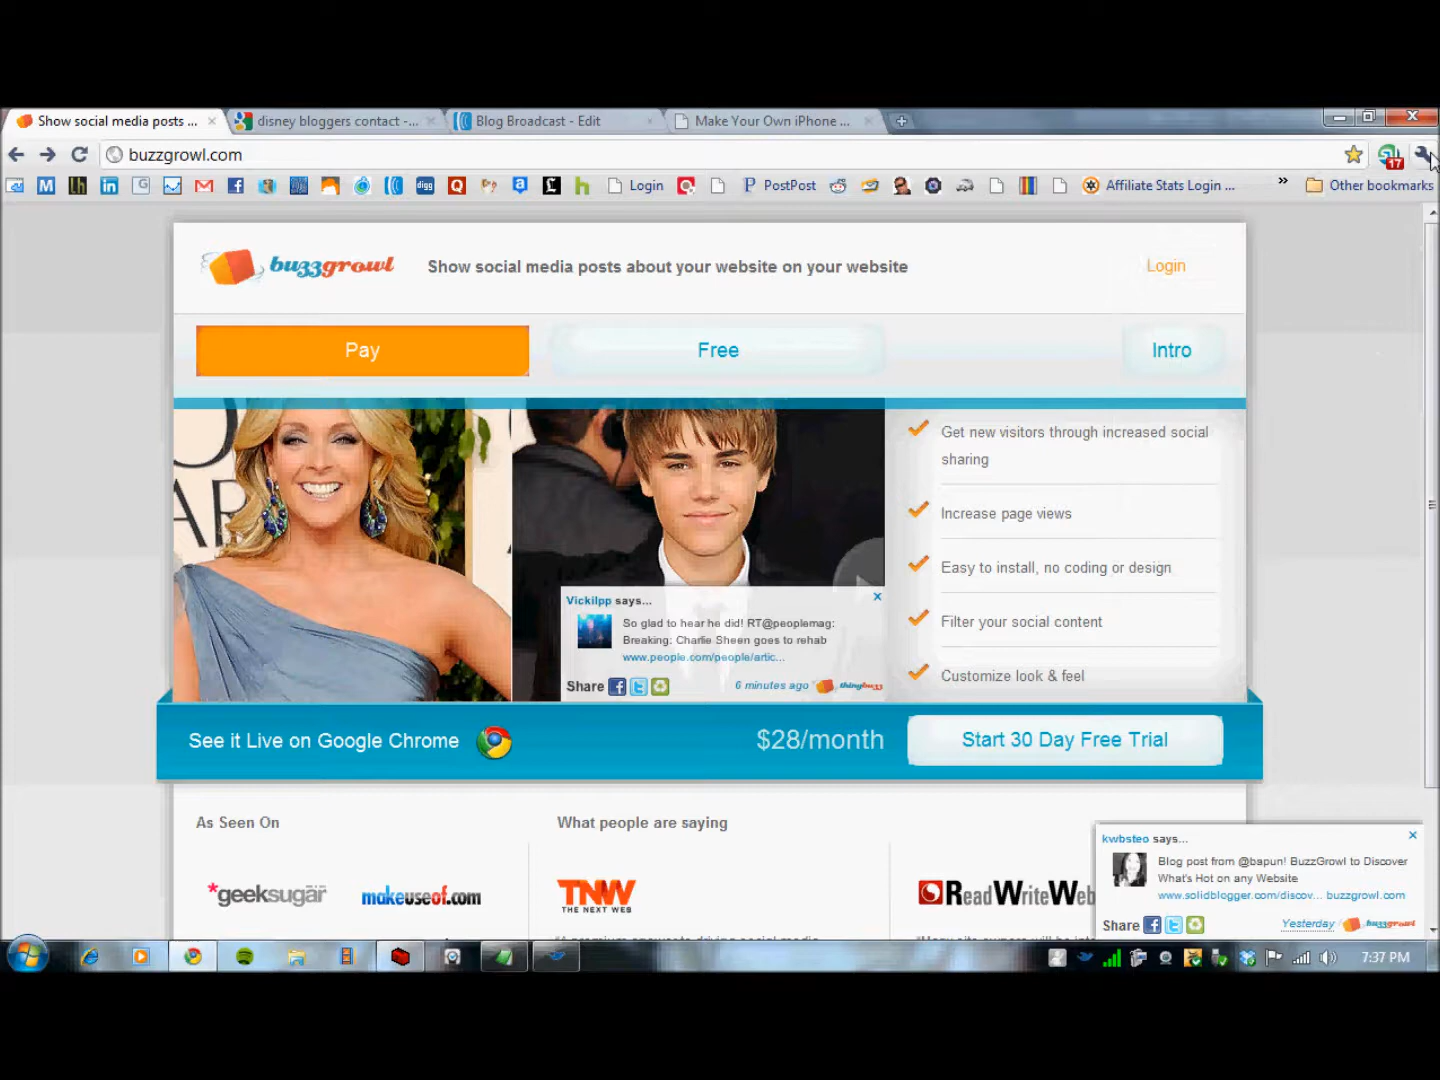 Show social media posts ...
disney bloggers contact -...
Blog Broadcast - Edit
Make Your Own iPhone ...
buzzgrowl.com
17
M
lh
in
G
digg
Q
L
h
Login
P PostPost
Affiliate Stats Login ...
»
Other bookmarks
buzzgrowl
Show social media posts about your website on your website
Login
Pay
Free
Intro
Get new visitors through increased social
sharing
Increase page views
Easy to install, no coding or design
Filter your social content
Customize look & feel
Vickilpp says...
So glad to hear he did! RT@peoplemag:
Breaking: Charlie Sheen goes to rehab
www.people.com/people/artic...
Share
6 minutes ago
thingbuzz
See it Live on Google Chrome
$28/month
Start 30 Day Free Trial
As Seen On
What people are saying
*geeksugar
makeuseof.com
TNW
THE NEXT WEB
ReadWriteWeb
kwbsteo says...
Blog post from @bapun! BuzzGrowl to Discover
What's Hot on any Website
www.solidblogger.com/discov... buzzgrowl.com
Share
Yesterday
buzzgrowl
7:37 PM